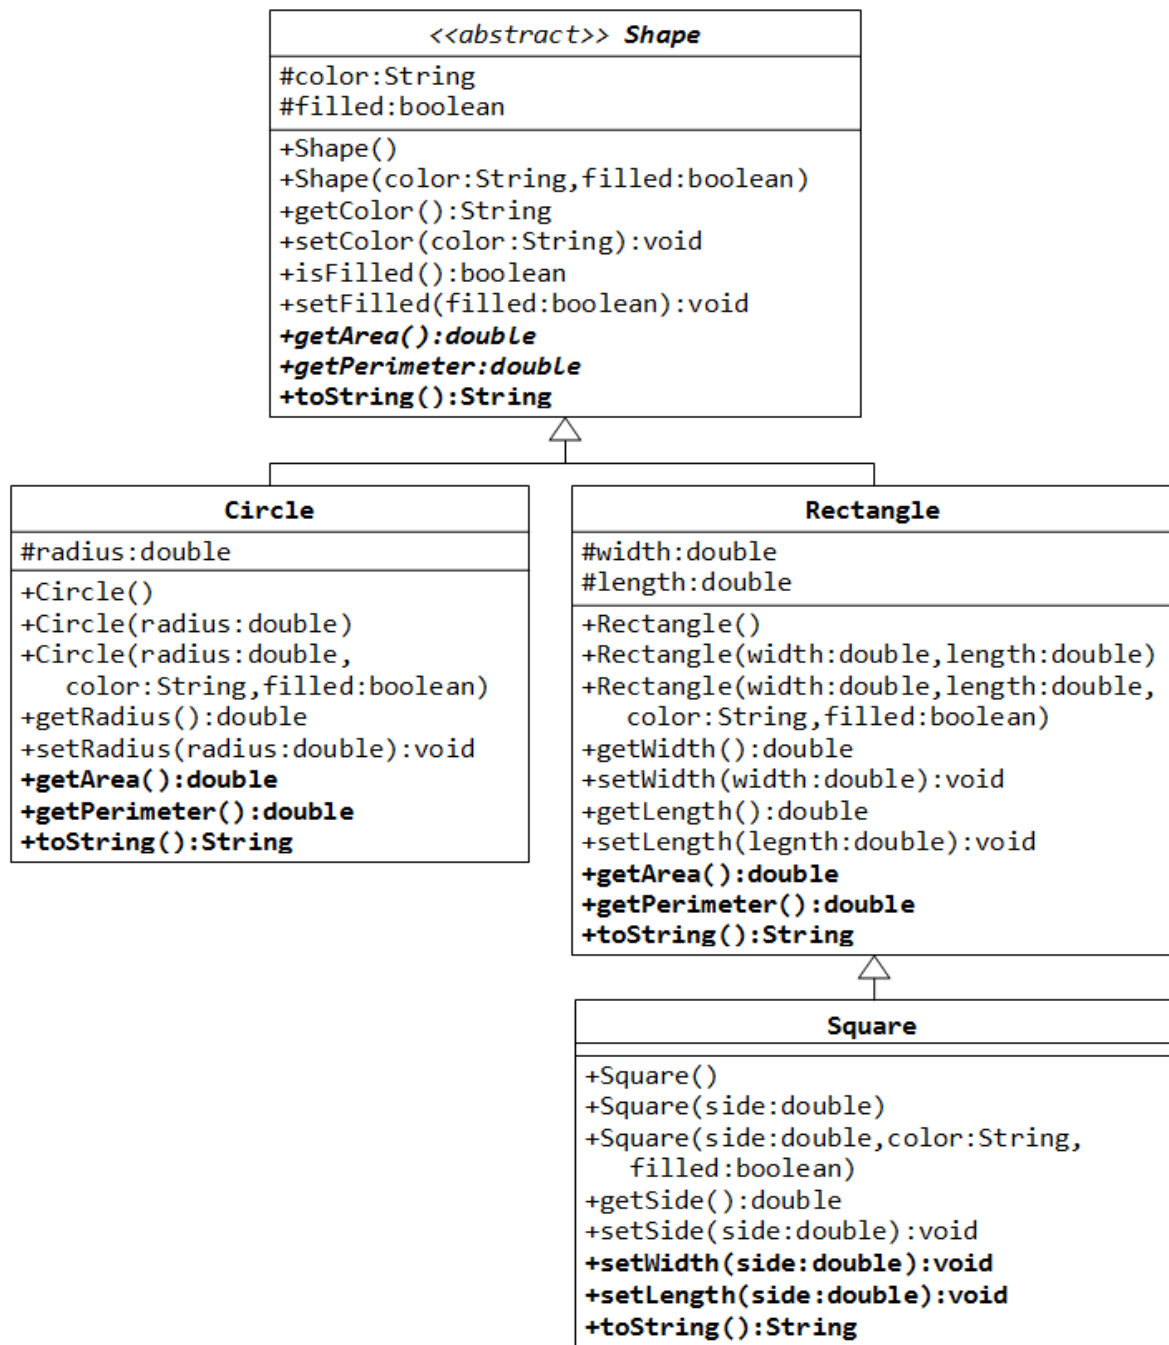 <<abstract>> Shape
#color:String
#filled:boolean
+Shape()
+Shape(color:String,filled:boolean)
+getColor():String
+setColor(color:String):void
+isFilled():boolean
+setFilled(filled:boolean):void
+getArea():double
+getPerimeter:double
+toString():String
Circle
#radius:double
+Circle()
+Circle(radius:double)
+Circle(radius:double,
color:String,filled:boolean)
+getRadius():double
+setRadius(radius:double):void
+getArea():double
+getPerimeter():double
+toString():String
Rectangle
#width:double
#length:double
+Rectangle()
+Rectangle(width:double,length:double)
+Rectangle(width:double,length:double,
color:String,filled:boolean)
+getWidth():double
+setWidth(width:double):void
+getLength():double
+setLength(legnth:double):void
+getArea():double
+getPerimeter():double
+toString():String
Square
+Square()
+Square(side:double)
+Square(side:double,color:String,
filled:boolean)
+getSide():double
+setSide(side:double):void
+setWidth(side:double):void
+setLength(side:double):void
+toString():String